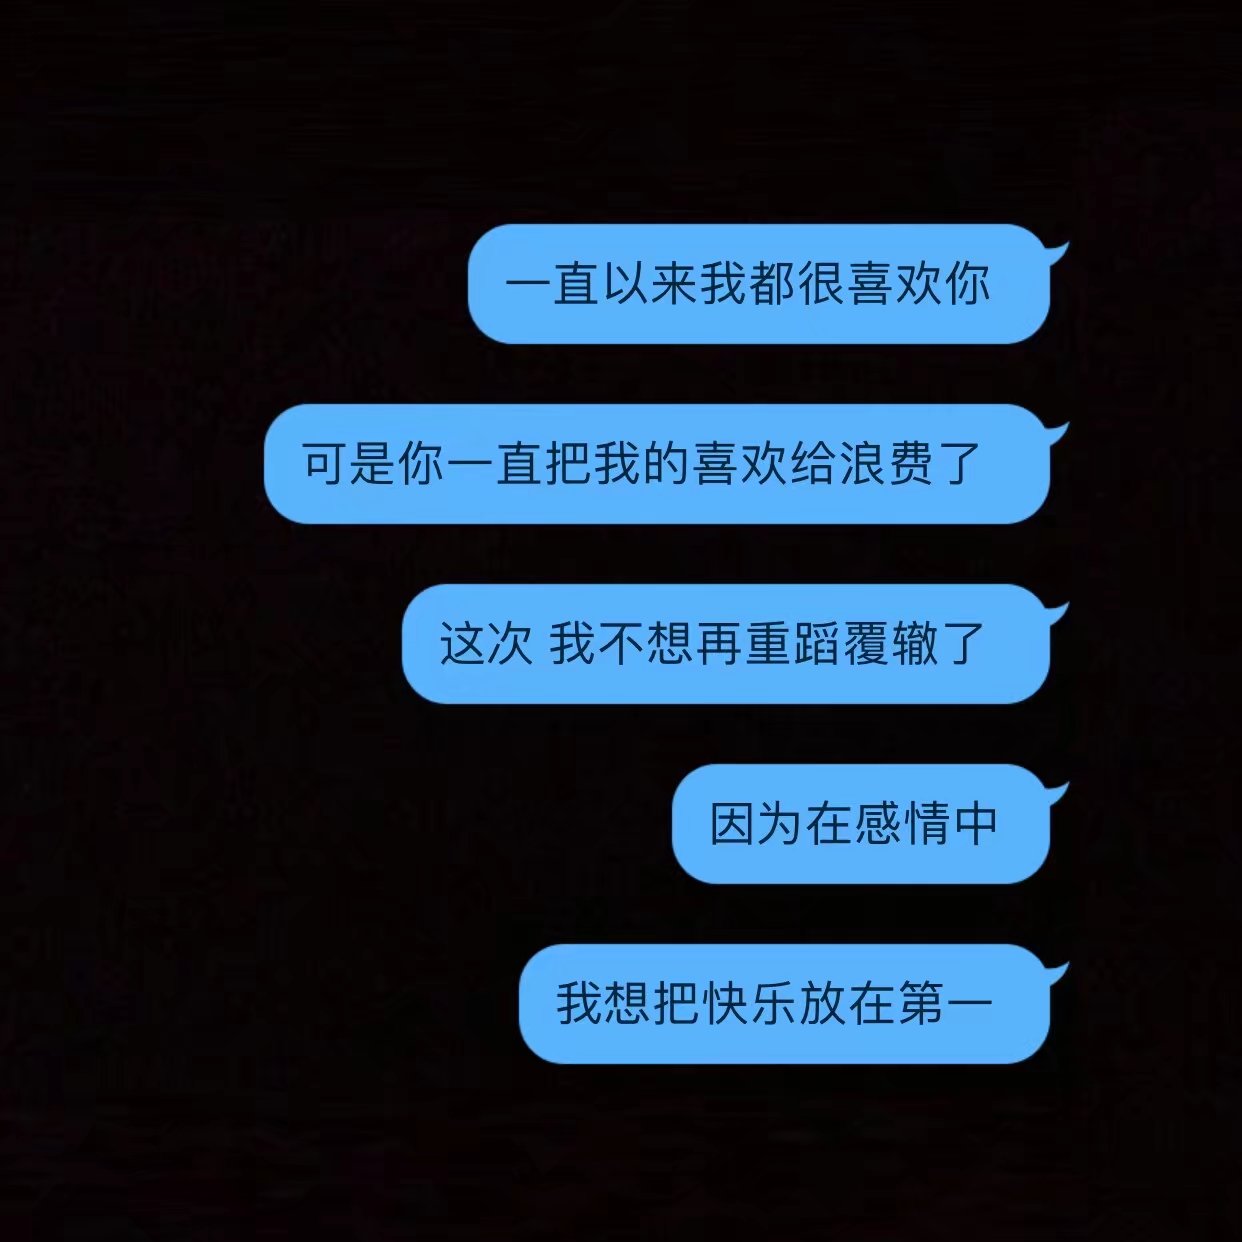 一直以来我都很喜欢你
可是你一直把我的喜欢给浪费了
这次 我不想再重蹈覆辙了
因为在感情中
我想把快乐放在第一